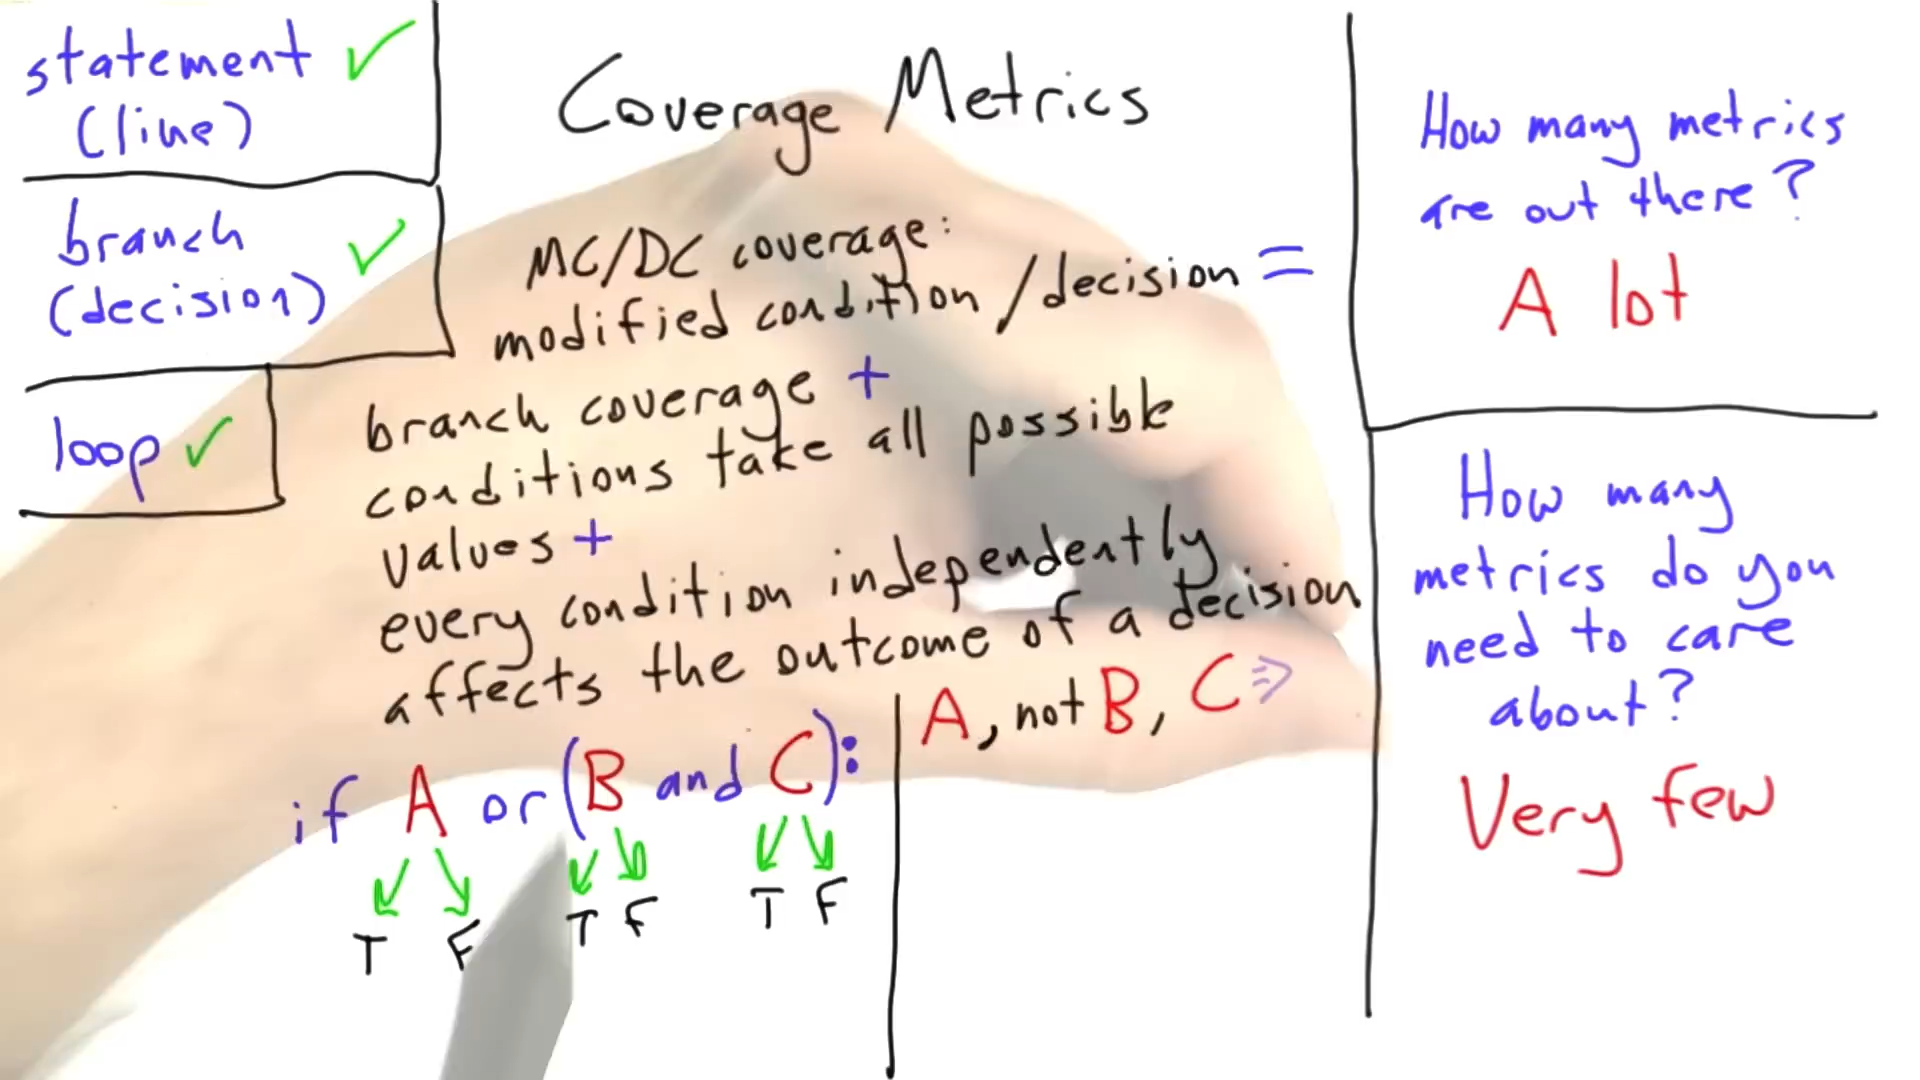 statement
(line)
branch
(decision)
loop
Coverage Metrics
MC/DC coverage:
modified condition/decision =
branch coverage +
conditions take all possible
values +
every condition independently
affects the outcome of a decision
if A or (B and C):
T F T F T F
A, not B, C ⇒
How many metrics
are out there?
A lot
How many
metrics do you
need to care
about?
Very few